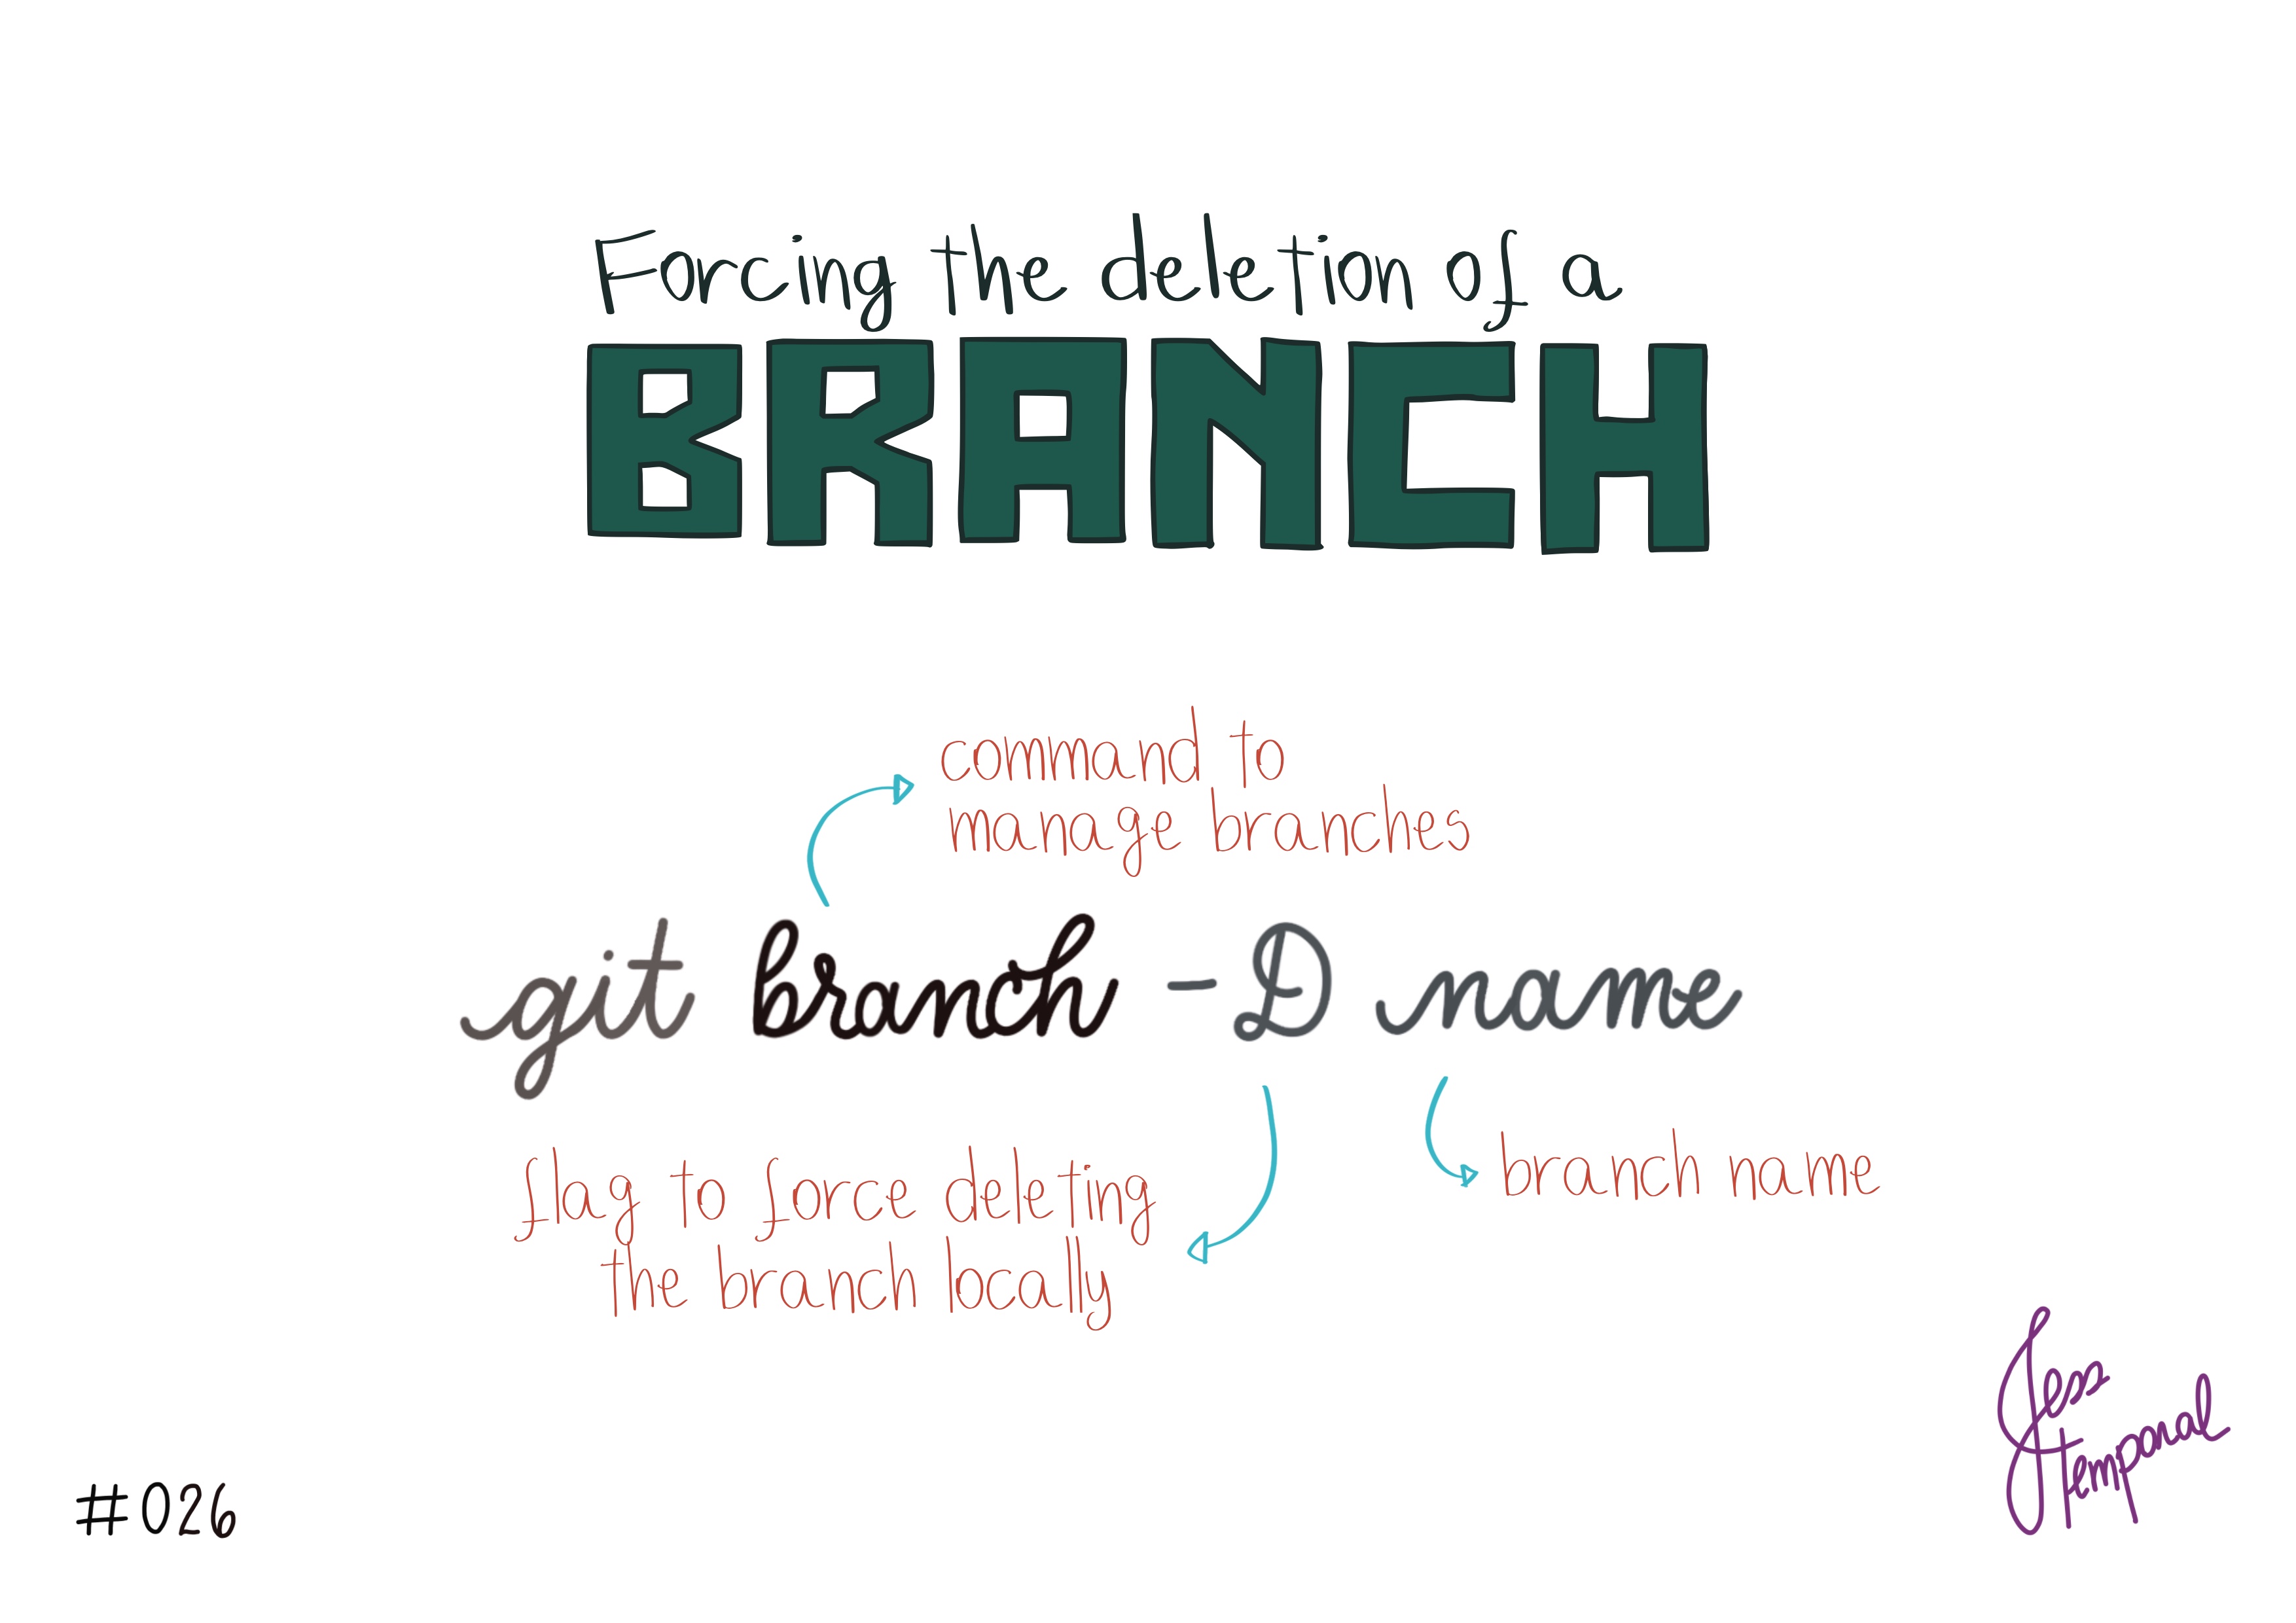 Forcing the deletion of a
BRANCH
command to
manage branches
git branch -D name
flag to force deleting
the branch locally
branch name
#026
Jess
temporal